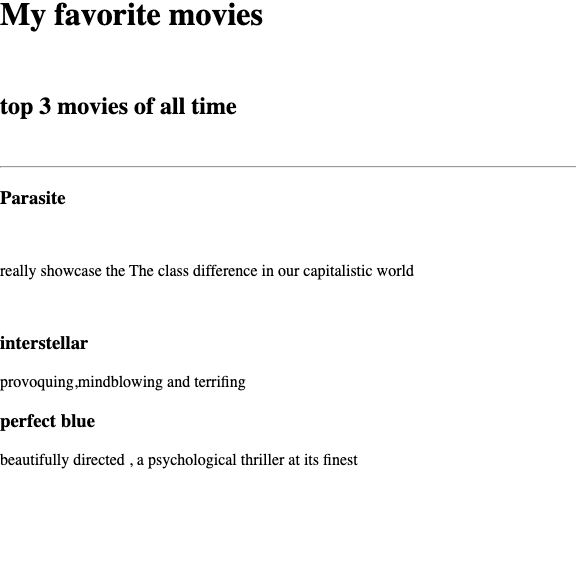 My favorite movies
top 3 movies of all time
Parasite
really showcase the The class difference in our capitalistic world
interstellar
provoquing,mindblowing and terrifing
perfect blue
beautifully directed , a psychological thriller at its finest